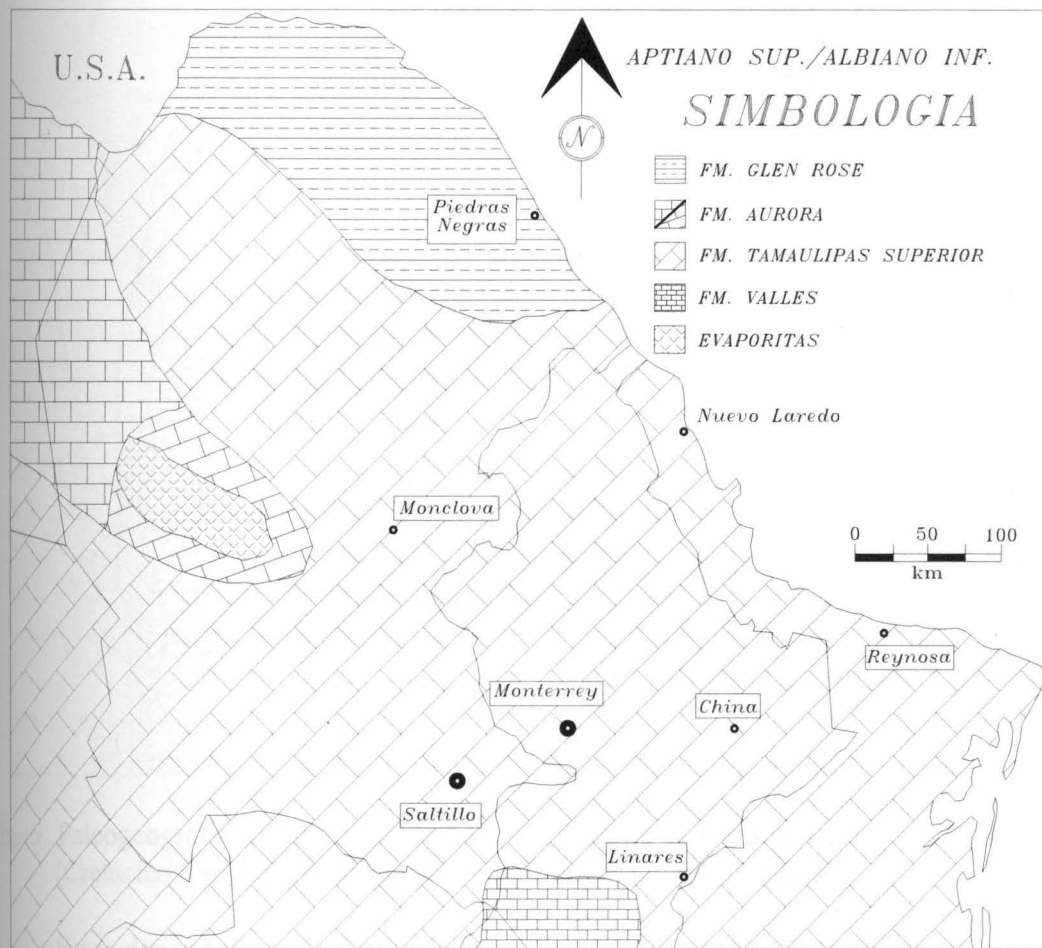 U.S.A.
APTIANO SUP./ALBIANO INF.
SIMBOLOGIA
N
FM. GLEN ROSE
FM. AURORA
FM. TAMAULIPAS SUPERIOR
FM. VALLES
EVAPORITAS
Piedras
Negras
Nuevo Laredo
Monclova
0 50 100
km
Reynosa
Monterrey
China
Saltillo
Linares